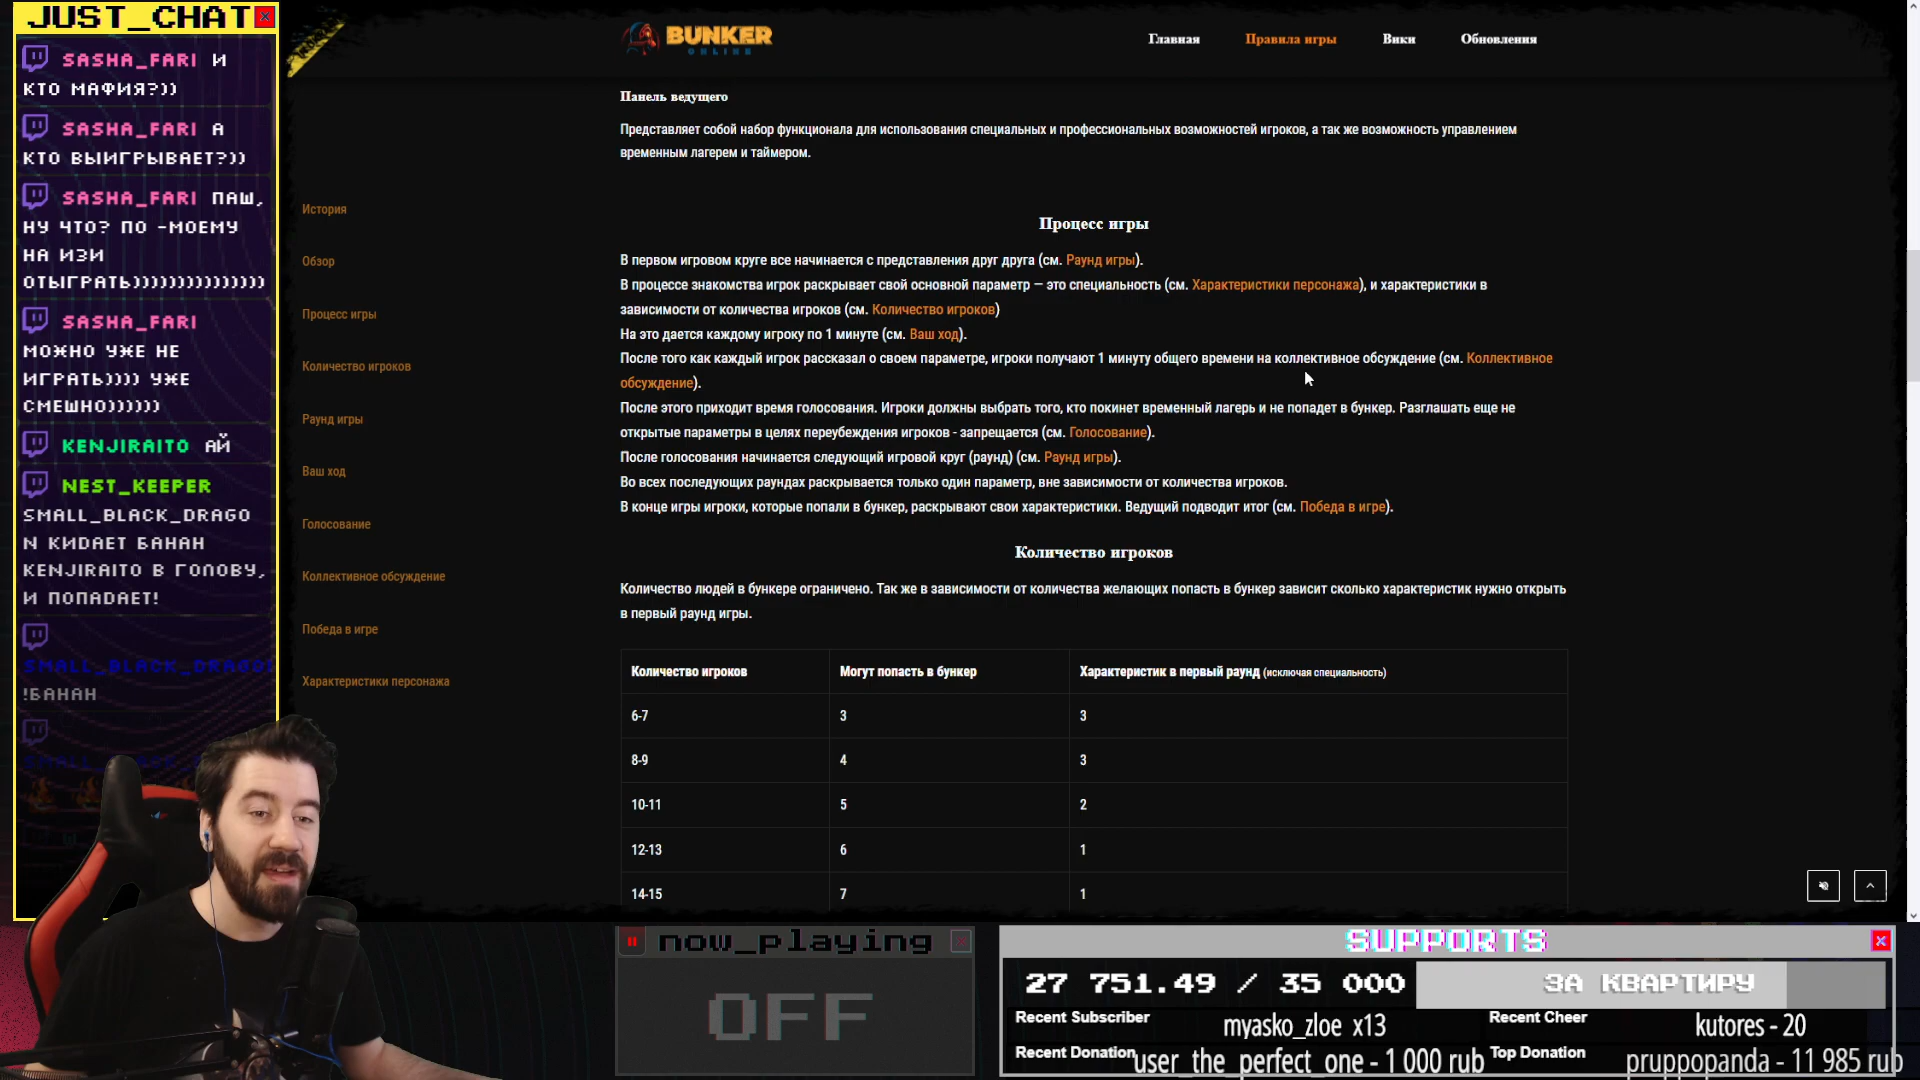 JUST_CHAT
SASHA_FARI И
КТО МАФИЯ?))
SASHA_FARI А
КТО ВЫИГРЫВАЕТ?))
SASHA_FARI ПАШ,
НУ ЧТО? ПО -МОЕМУ
НА ИЗИ
ОТЫГРАТЬ)))))))))))))))
SASHA_FARI
МОЖНО УЖЕ НЕ
ИГРАТЬ)))) УЖЕ
СМЕШНО))))))
KENJIRAITO АЙ
NEST_KEEPER
SMALL_BLACK_DRAGO
N КИДАЕТ БАНАН
KENJIRAITO В ГОЛОВУ,
И ПОПАДАЕТ!
SMALL_BLACK_DRAGO
!БАНАН
BUNKER
ONLINE
Главная
Правила игры
Вики
Обновления
История
Обзор
Процесс игры
Количество игроков
Раунд игры
Ваш ход
Голосование
Коллективное обсуждение
Победа в игре
Характеристики персонажа
Панель ведущего
Представляет собой набор функционала для использования специальных и профессиональных возможностей игроков, а так же возможность управлением
временным лагерем и таймером.
Процесс игры
В первом игровом круге все начинается с представления друг друга (см. Раунд игры).
В процессе знакомства игрок раскрывает свой основной параметр — это специальность (см. Характеристики персонажа), и характеристики в
зависимости от количества игроков (см. Количество игроков)
На это дается каждому игроку по 1 минуте (см. Ваш ход).
После того как каждый игрок рассказал о своем параметре, игроки получают 1 минуту общего времени на коллективное обсуждение (см. Коллективное
обсуждение).
После этого приходит время голосования. Игроки должны выбрать того, кто покинет временный лагерь и не попадет в бункер. Разглашать еще не
открытые параметры в целях переубеждения игроков - запрещается (см. Голосование).
После голосования начинается следующий игровой круг (раунд) (см. Раунд игры).
Во всех последующих раундах раскрывается только один параметр, вне зависимости от количества игроков.
В конце игры игроки, которые попали в бункер, раскрывают свои характеристики. Ведущий подводит итог (см. Победа в игре).
Количество игроков
Количество людей в бункере ограничено. Так же в зависимости от количества желающих попасть в бункер зависит сколько характеристик нужно открыть
в первый раунд игры.
Количество игроков Могут попасть в бункер Характеристик в первый раунд (исключая специальность)
6-7 3 3
8-9 4 3
10-11 5 2
12-13 6 1
14-15 7 1
now_playing
OFF
SUPPORTS
27 751.49 / 35 000 ЗА КВАРТИРУ
Recent Subscriber myasko_zloe x13 Recent Cheer kutores - 20
Recent Donation user_the_perfect_one - 1 000 rub Top Donation pruppopanda - 11 985 rub